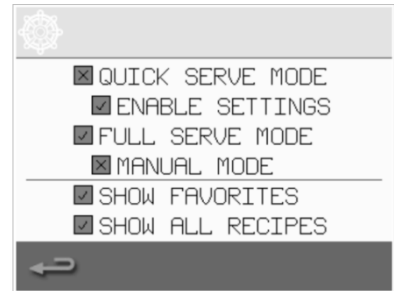 QUICK SERVE MODE
ENABLE SETTINGS
FULL SERVE MODE
MANUAL MODE
SHOW FAVORITES
SHOW ALL RECIPES